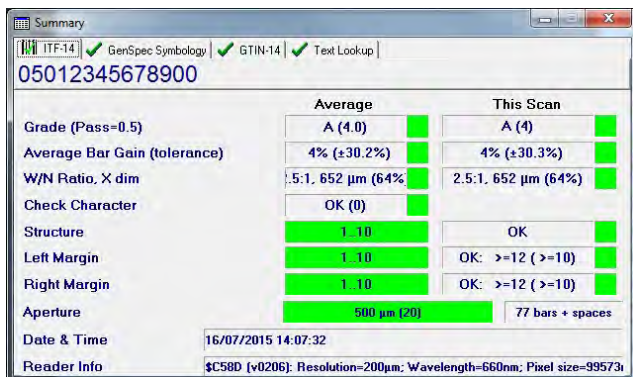 Summary
ITF-14 GenSpec Symbology GTIN-14 Text Lookup
05012345678900
Average This Scan
Grade (Pass=0.5) A (4.0) A (4)
Average Bar Gain (tolerance) 4% (±30.2%) 4% (±30.3%)
W/N Ratio, X dim .5:1, 652 µm (64% 2.5:1, 652 µm (64%)
Check Character OK (0)
Structure 1..10 OK
Left Margin 1..10 OK: >=12 ( >=10)
Right Margin 1..10 OK: >=12 ( >=10)
Aperture 500 µm (20) 77 bars + spaces
Date & Time 16/07/2015 14:07:32
Reader Info $C58D (v0206): Resolution=200µm; Wavelength=660nm; Pixel size=99573